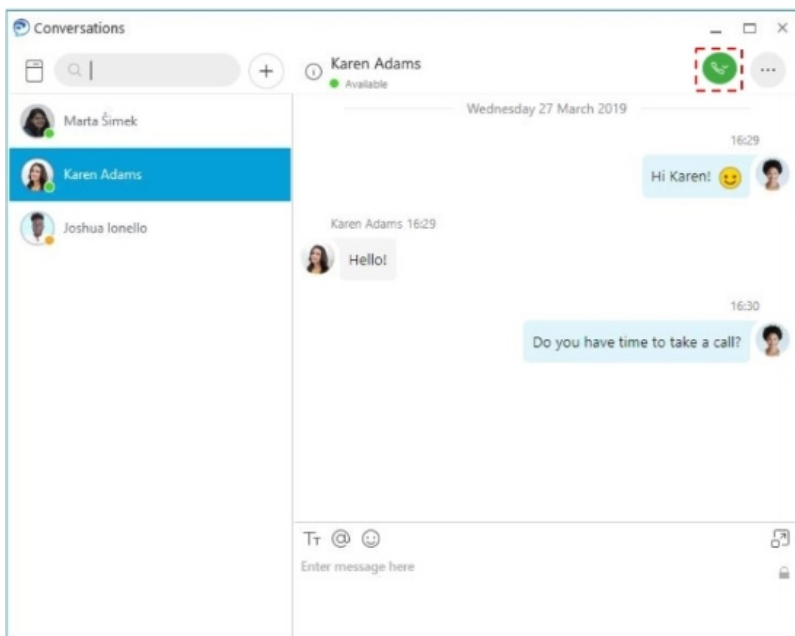 Conversations
Karen Adams
Available
Marta Šimek
Karen Adams
Joshua Ionello
Wednesday 27 March 2019
16:29
Hi Karen!
Karen Adams 16:29
Hello!
16:30
Do you have time to take a call?
Tт @
Enter message here